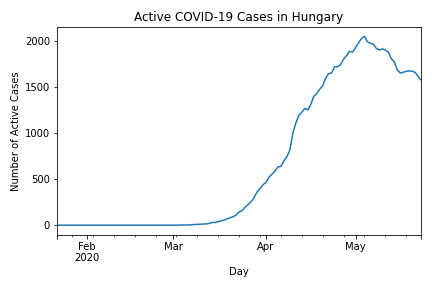 Active COVID-19 Cases in Hungary
Number of Active Cases
2000
1500
1000
500
0
Feb
2020
Mar
Apr
May
Day